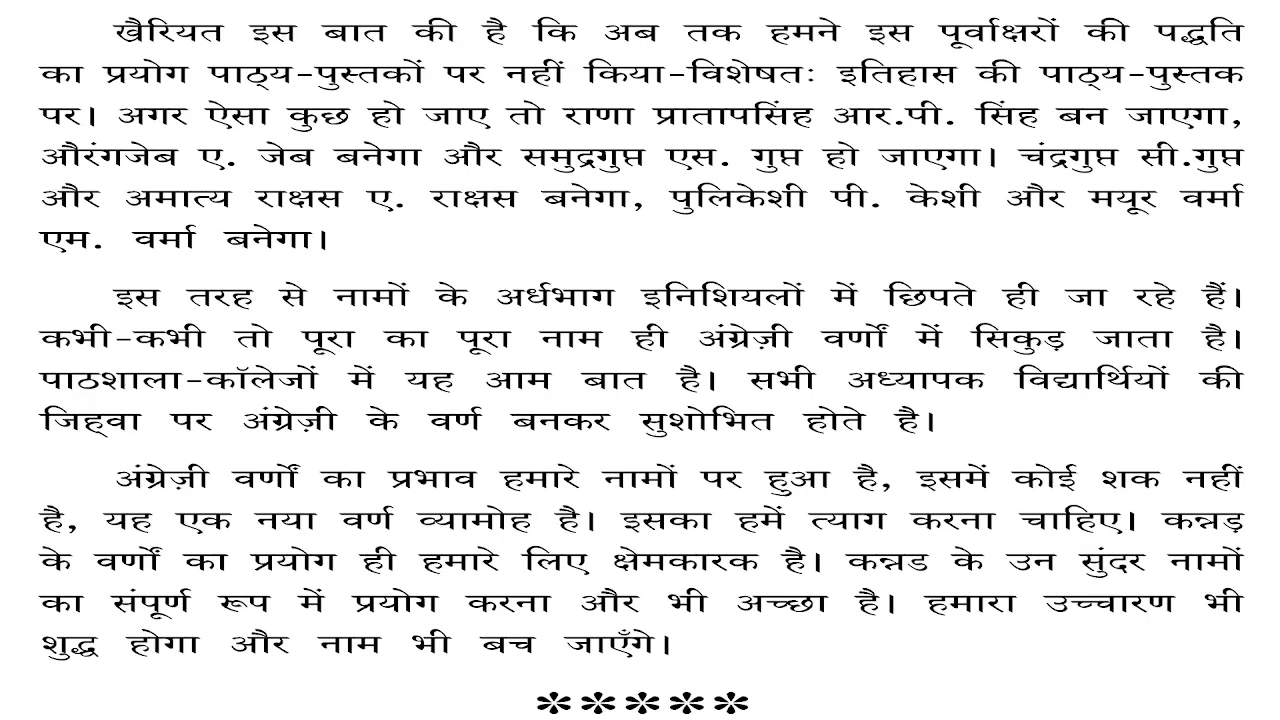 खैरियत इस बात की है कि अब तक हमने इस पूर्वाक्षरों की पद्धति
का प्रयोग पाठ्य-पुस्तकों पर नहीं किया-विशेषतः इतिहास की पाठ्य-पुस्तक
पर। अगर ऐसा कुछ हो जाए तो राणा प्रातापसिंह आर.पी. सिंह बन जाएगा,
औरंगजेब ए. जेब बनेगा और समुद्रगुप्त एस. गुप्त हो जाएगा। चंद्रगुप्त सी.गुप्त
और अमात्य राक्षस ए. राक्षस बनेगा, पुलिकेशी पी. केशी और मयूर वर्मा
एम. वर्मा बनेगा।
इस तरह से नामों के अर्धभाग इनिशियलों में छिपते ही जा रहे हैं।
कभी-कभी तो पूरा का पूरा नाम ही अंग्रेज़ी वर्णों में सिकुड़ जाता है।
पाठशाला-कॉलेजों में यह आम बात है। सभी अध्यापक विद्यार्थियों की
जिह्वा पर अंग्रेज़ी के वर्ण बनकर सुशोभित होते है।
अंग्रेज़ी वर्णों का प्रभाव हमारे नामों पर हुआ है, इसमें कोई शक नहीं
है, यह एक नया वर्ण व्यामोह है। इसका हमें त्याग करना चाहिए। कन्नड़
के वर्णों का प्रयोग ही हमारे लिए क्षेमकारक है। कन्नड के उन सुंदर नामों
का संपूर्ण रूप में प्रयोग करना और भी अच्छा है। हमारा उच्चारण भी
शुद्ध होगा और नाम भी बच जाएँगे।
*****